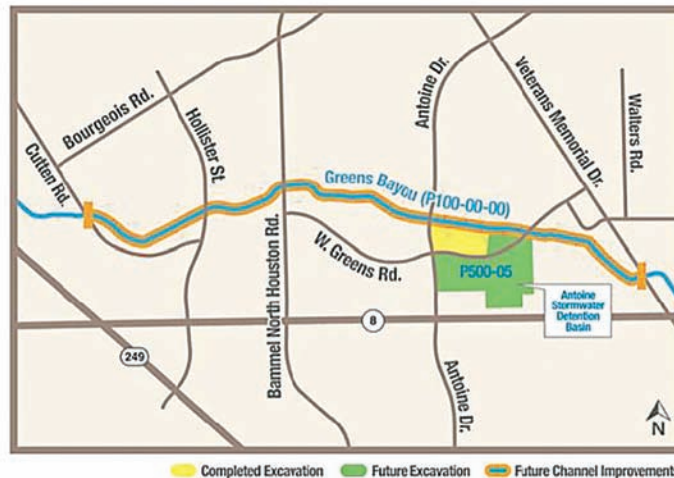 Bourgeois Rd.
Cutten Rd.
Hollister St.
Antoine Dr.
Veterans Memorial Dr.
Walters Rd.
Greens Bayou (P100-00-00)
Bammel North Houston Rd.
W. Greens Rd.
P500-05
Antoine
Stormwater
Detention
Basin
8
249
Antoine Dr.
N
Completed Excavation
Future Excavation
Future Channel Improvement